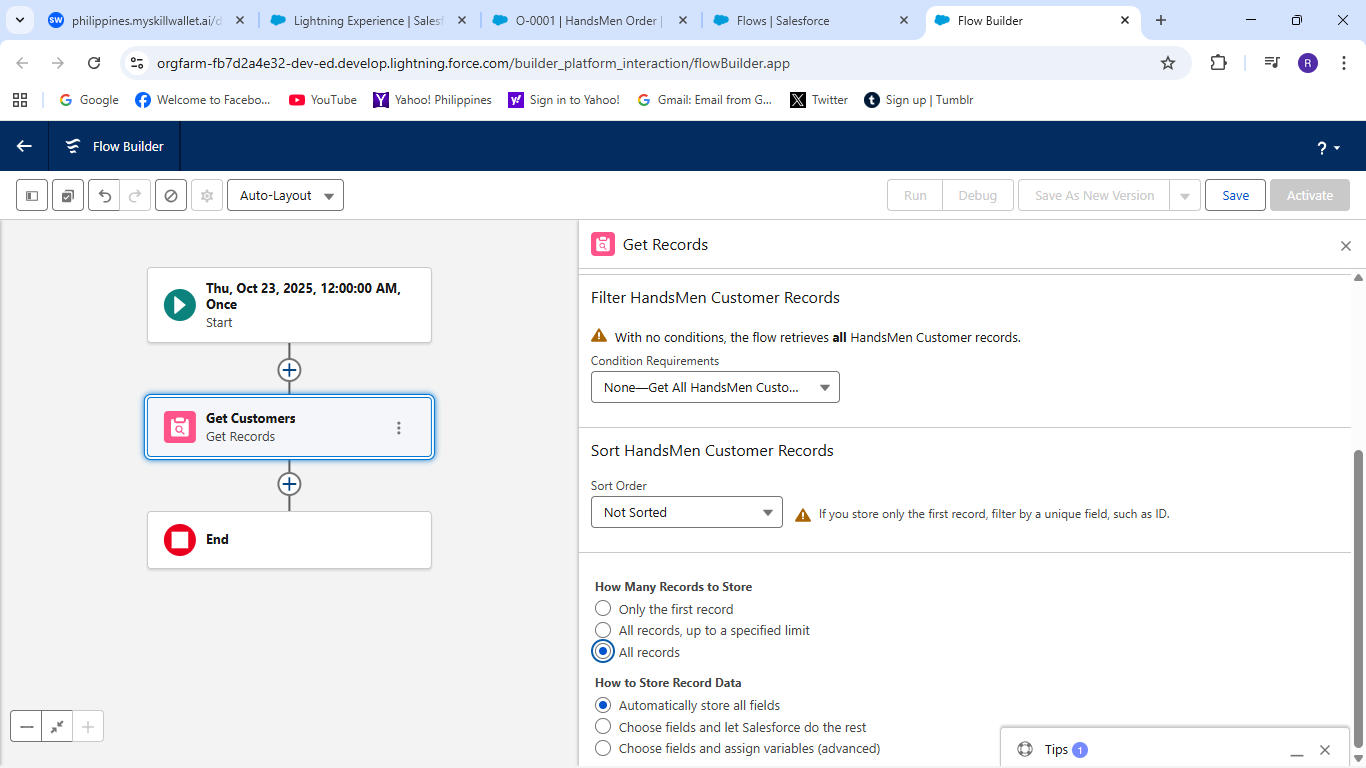 philippines.myskillwallet.ai/d
Lightning Experience | Salesf
O-0001 | HandsMen Order |
Flows | Salesforce
Flow Builder
orgfarm-fb7d2a4e32-dev-ed.develop.lightning.force.com/builder_platform_interaction/flowBuilder.app
R
Google
Welcome to Facebo...
YouTube
Yahoo! Philippines
Sign in to Yahoo!
Gmail: Email from G...
Twitter
Sign up | Tumblr
Flow Builder
?
Auto-Layout
Run
Debug
Save As New Version
Save
Activate
Thu, Oct 23, 2025, 12:00:00 AM,
Once
Start
Get Customers
Get Records
End
Get Records
Filter HandsMen Customer Records
With no conditions, the flow retrieves all HandsMen Customer records.
Condition Requirements
None—Get All HandsMen Custo...
Sort HandsMen Customer Records
Sort Order
Not Sorted
If you store only the first record, filter by a unique field, such as ID.
How Many Records to Store
Only the first record
All records, up to a specified limit
All records
How to Store Record Data
Automatically store all fields
Choose fields and let Salesforce do the rest
Choose fields and assign variables (advanced)
Tips 1